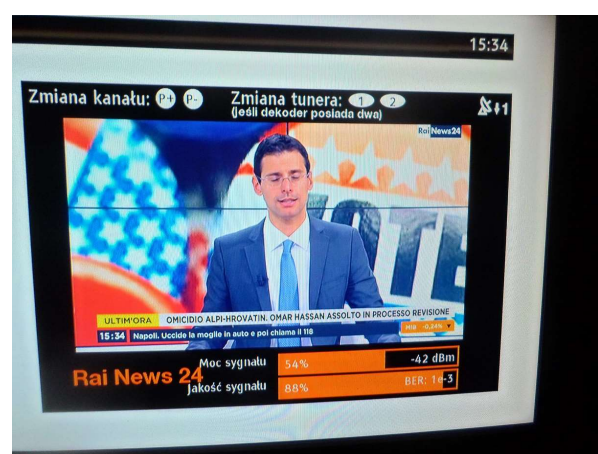 15:34
Zmiana kanału: P+ P-
Zmiana tunera: 1 2
(jeśli dekoder posiada dwa)
1
Rai News24
VOTE
ULTIM'ORA OMICIDIO ALPI-HROVATIN. OMAR HASSAN ASSOLTO IN PROCESSO REVISIONE
15:34 Napoli. Uccido la moglie in auto e poi chiama il 118
MIB -0,24%
Moc sygnału 54% -42 dBm
Rai News 24
jakość sygnału 88% BER: 1e-3